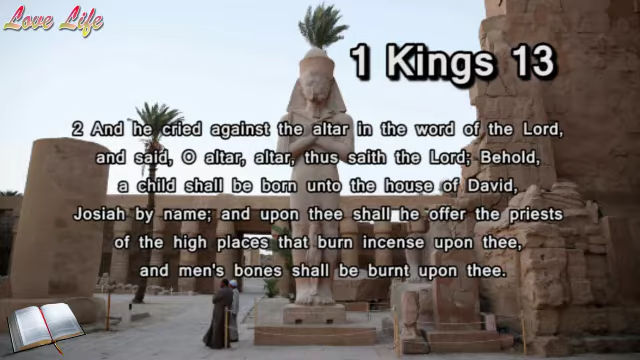 Love Life
1 Kings 13
2 And he cried against the altar in the word of the Lord,
and said, O altar, altar, thus saith the Lord; Behold,
a child shall be born unto the house of David,
Josiah by name; and upon thee shall he offer the priests
of the high places that burn incense upon thee,
and men's bones shall be burnt upon thee.